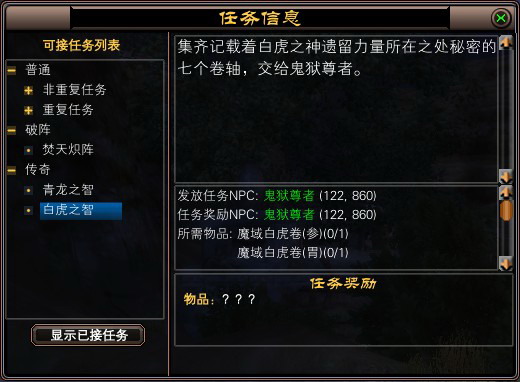 任务信息
可接任务列表
普通
非重复任务
重复任务
破阵
焚天炽阵
传奇
青龙之智
白虎之智
显示已接任务
集齐记载着白虎之神遗留力量所在之处秘密的
七个卷轴，交给鬼狱尊者。
发放任务NPC: 鬼狱尊者 (122, 860)
任务奖励NPC: 鬼狱尊者 (122, 860)
所需物品: 魔域白虎卷(参)(0/1)
魔域白虎卷(胃)(0/1)
任务奖励
物品: ? ? ?